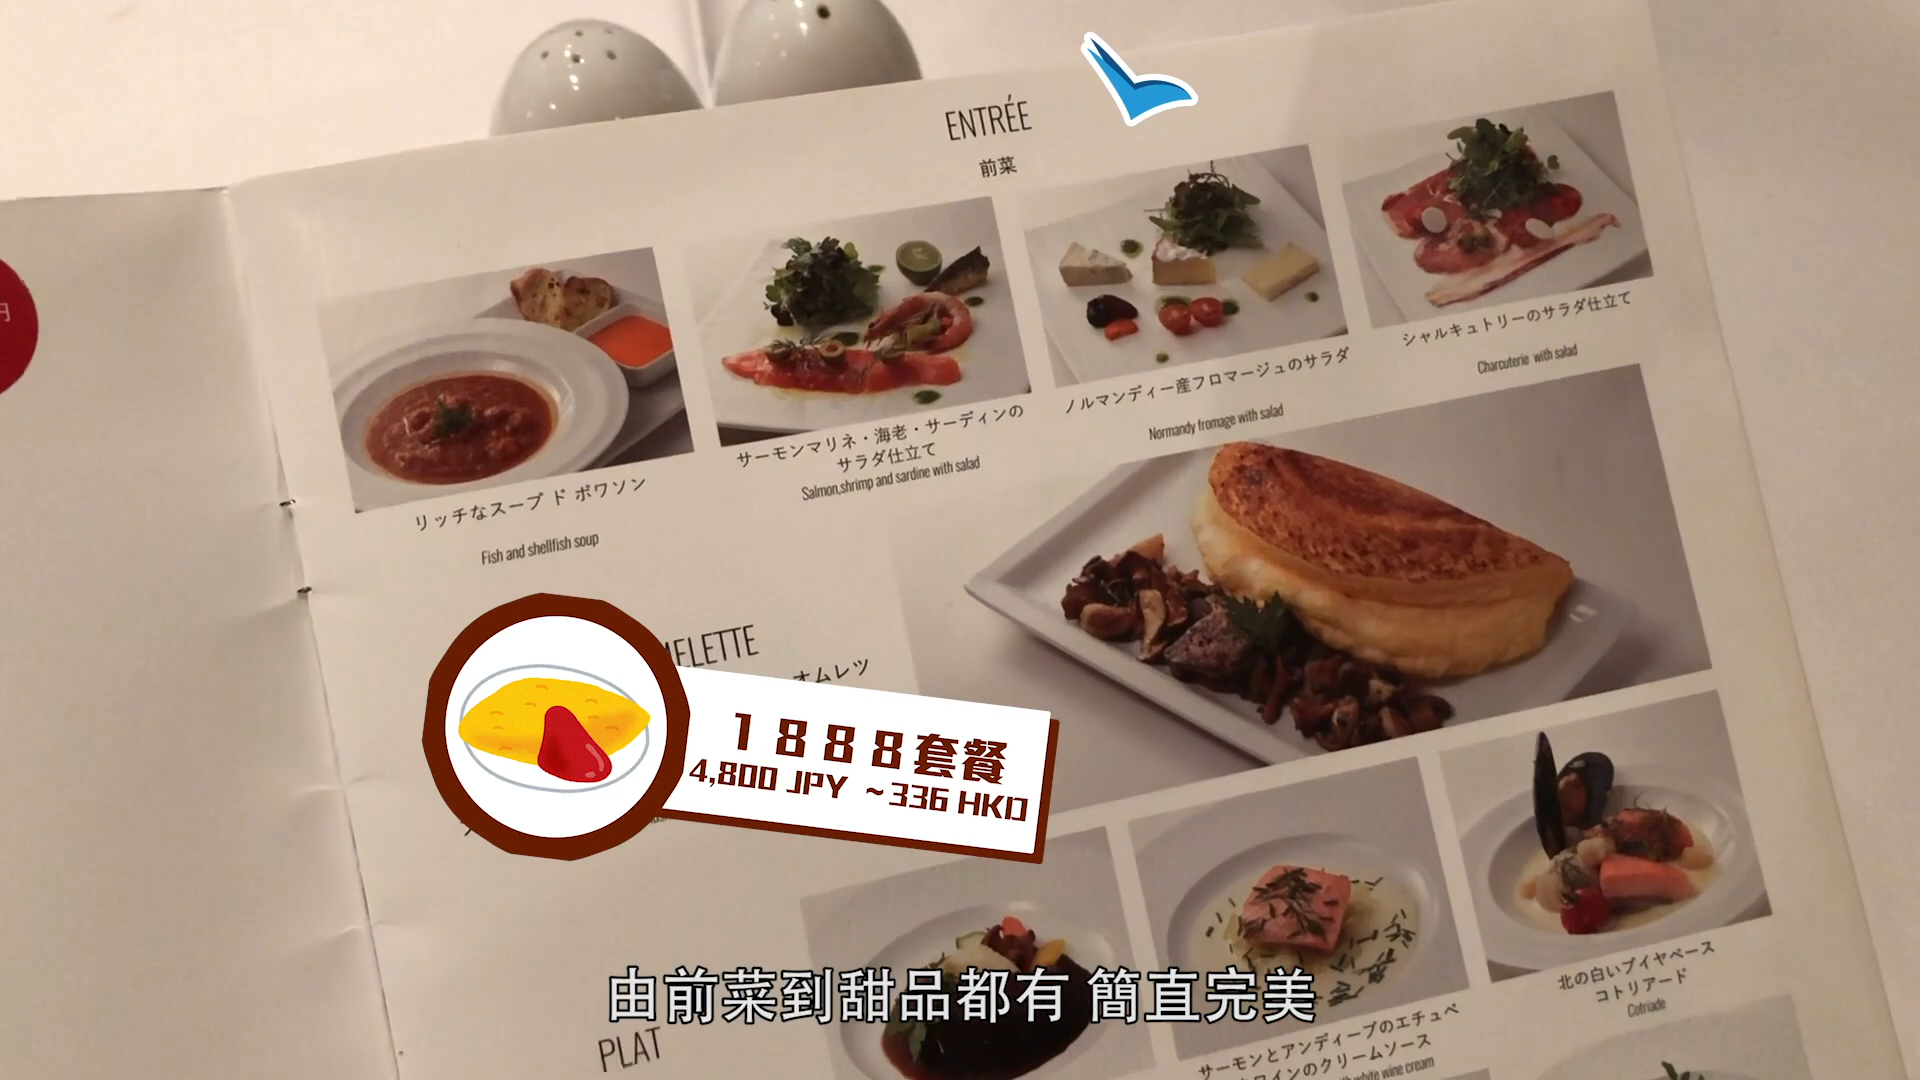 ENTRÉE
前菜
円
シャルキュトリーのサラダ仕立て
Charcuterie with salad
ノルマンディー産フロマージュのサラダ
Normandy fromage with salad
サーモンマリネ・海老・サーディンの
サラダ仕立て
Salmon,shrimp and sardine with salad
リッチなスープ ド ポワソン
Fish and shellfish soup
MELETTE
オムレツ
1888套餐
4,800 JPY ~336 HKD
由前菜到甜品都有 簡直完美
PLAT
北の白いブイヤベース
コトリアード
Cotriade
サーモンとアンディーブのエチュベ
ワインのクリームソース
white wine cream